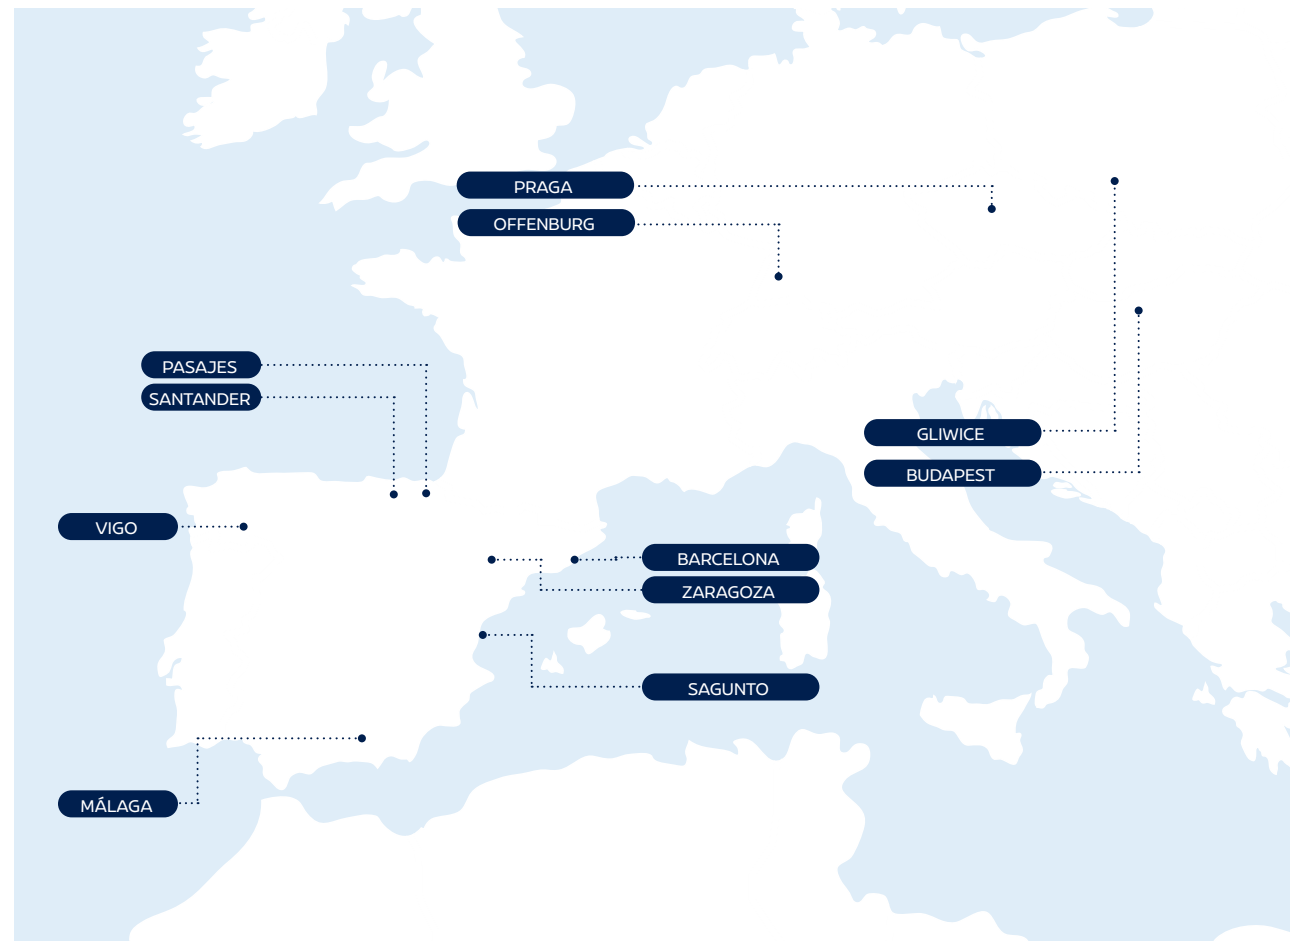 PRAGA
OFFENBURG
PASAJES
SANTANDER
GLIWICE
BUDAPEST
VIGO
BARCELONA
ZARAGOZA
SAGUNTO
MÁLAGA